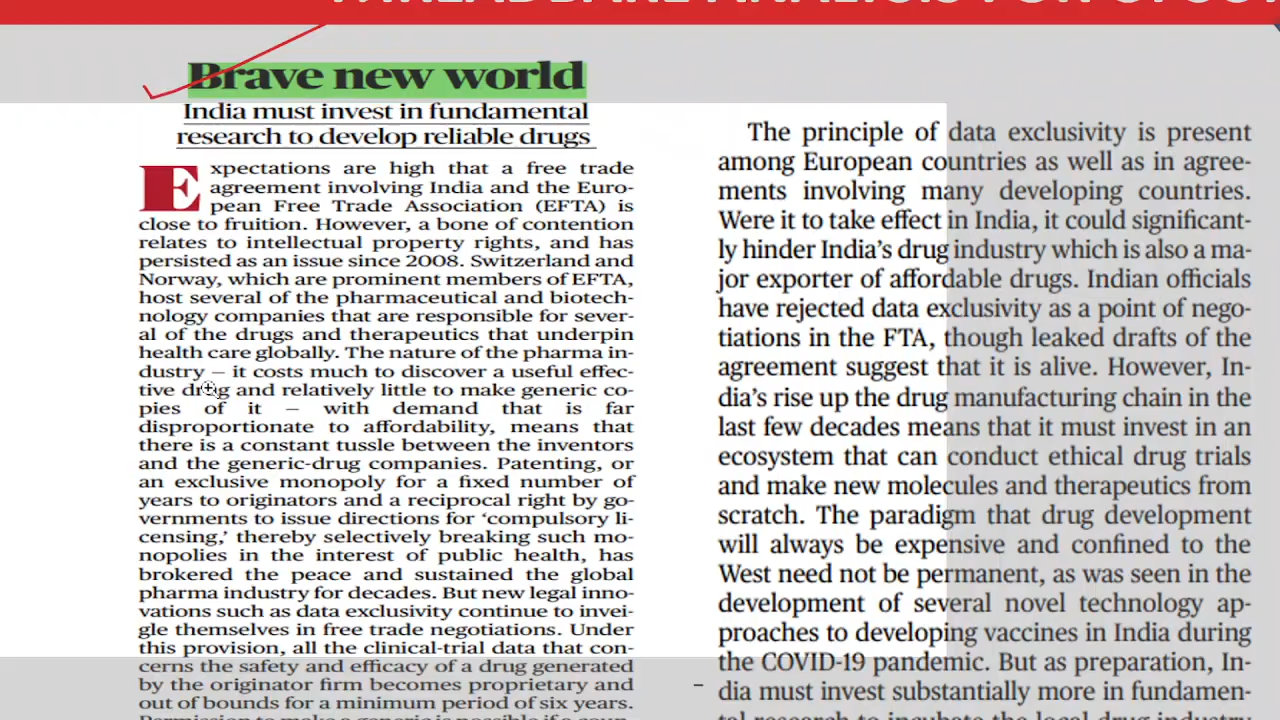 Brave new world
India must invest in fundamental
research to develop reliable drugs
Expectations are high that a free trade
agreement involving India and the Euro-
pean Free Trade Association (EFTA) is
close to fruition. However, a bone of contention
relates to intellectual property rights, and has
persisted as an issue since 2008. Switzerland and
Norway, which are prominent members of EFTA,
host several of the pharmaceutical and biotech-
nology companies that are responsible for sever-
al of the drugs and therapeutics that underpin
health care globally. The nature of the pharma in-
dustry — it costs much to discover a useful effec-
tive drug and relatively little to make generic co-
pies of it — with demand that is far
disproportionate to affordability, means that
there is a constant tussle between the inventors
and the generic-drug companies. Patenting, or
an exclusive monopoly for a fixed number of
years to originators and a reciprocal right by go-
vernments to issue directions for ‘compulsory li-
censing,’ thereby selectively breaking such mo-
nopolies in the interest of public health, has
brokered the peace and sustained the global
pharma industry for decades. But new legal inno-
vations such as data exclusivity continue to invei-
gle themselves in free trade negotiations. Under
this provision, all the clinical-trial data that con-
cerns the safety and efficacy of a drug generated
by the originator firm becomes proprietary and
out of bounds for a minimum period of six years.
The principle of data exclusivity is present
among European countries as well as in agree-
ments involving many developing countries.
Were it to take effect in India, it could significant-
ly hinder India’s drug industry which is also a ma-
jor exporter of affordable drugs. Indian officials
have rejected data exclusivity as a point of nego-
tiations in the FTA, though leaked drafts of the
agreement suggest that it is alive. However, In-
dia’s rise up the drug manufacturing chain in the
last few decades means that it must invest in an
ecosystem that can conduct ethical drug trials
and make new molecules and therapeutics from
scratch. The paradigm that drug development
will always be expensive and confined to the
West need not be permanent, as was seen in the
development of several novel technology ap-
proaches to developing vaccines in India during
the COVID-19 pandemic. But as preparation, In-
dia must invest substantially more in fundamen-
tal research to incubate the local drug industry